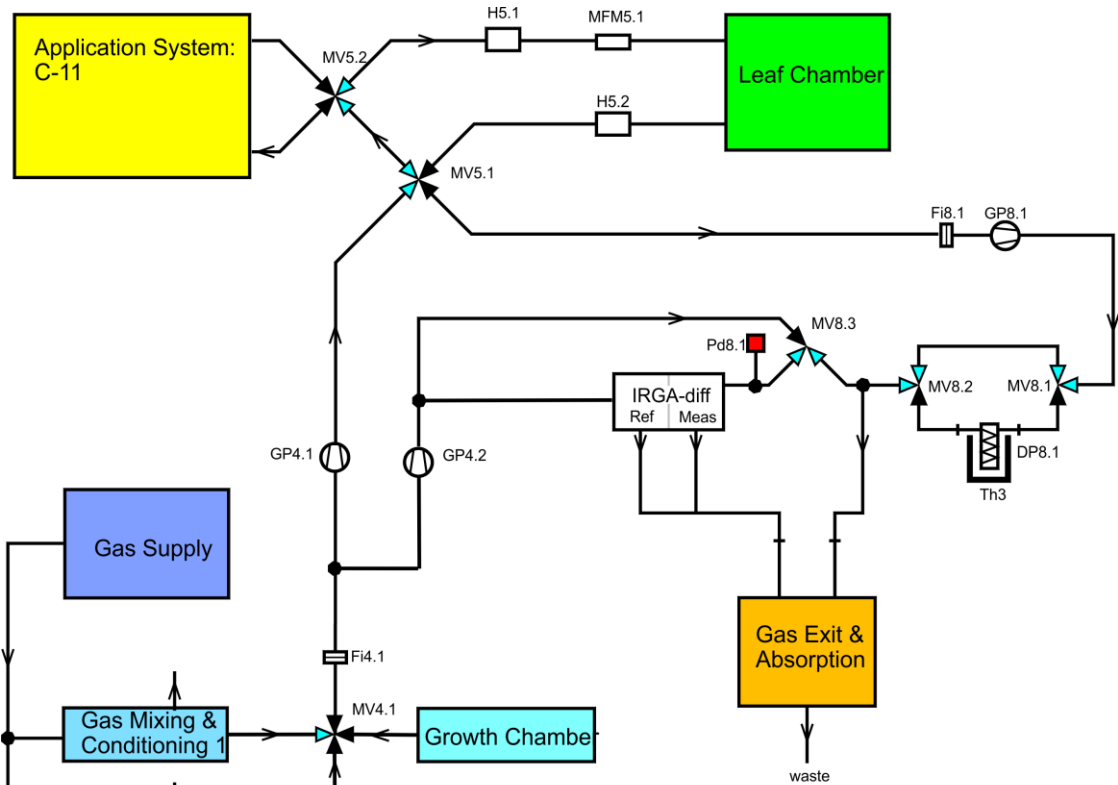 H5.1
MFM5.1
Application System:
C-11
MV5.2
Leaf Chamber
H5.2
MV5.1
Fi8.1
GP8.1
MV8.3
Pd8.1
IRGA-diff
Ref
Meas
MV8.2
MV8.1
GP4.1
GP4.2
DP8.1
Th3
Gas Supply
Gas Exit &
Absorption
Fi4.1
MV4.1
Gas Mixing &
Conditioning 1
Growth Chamber
waste